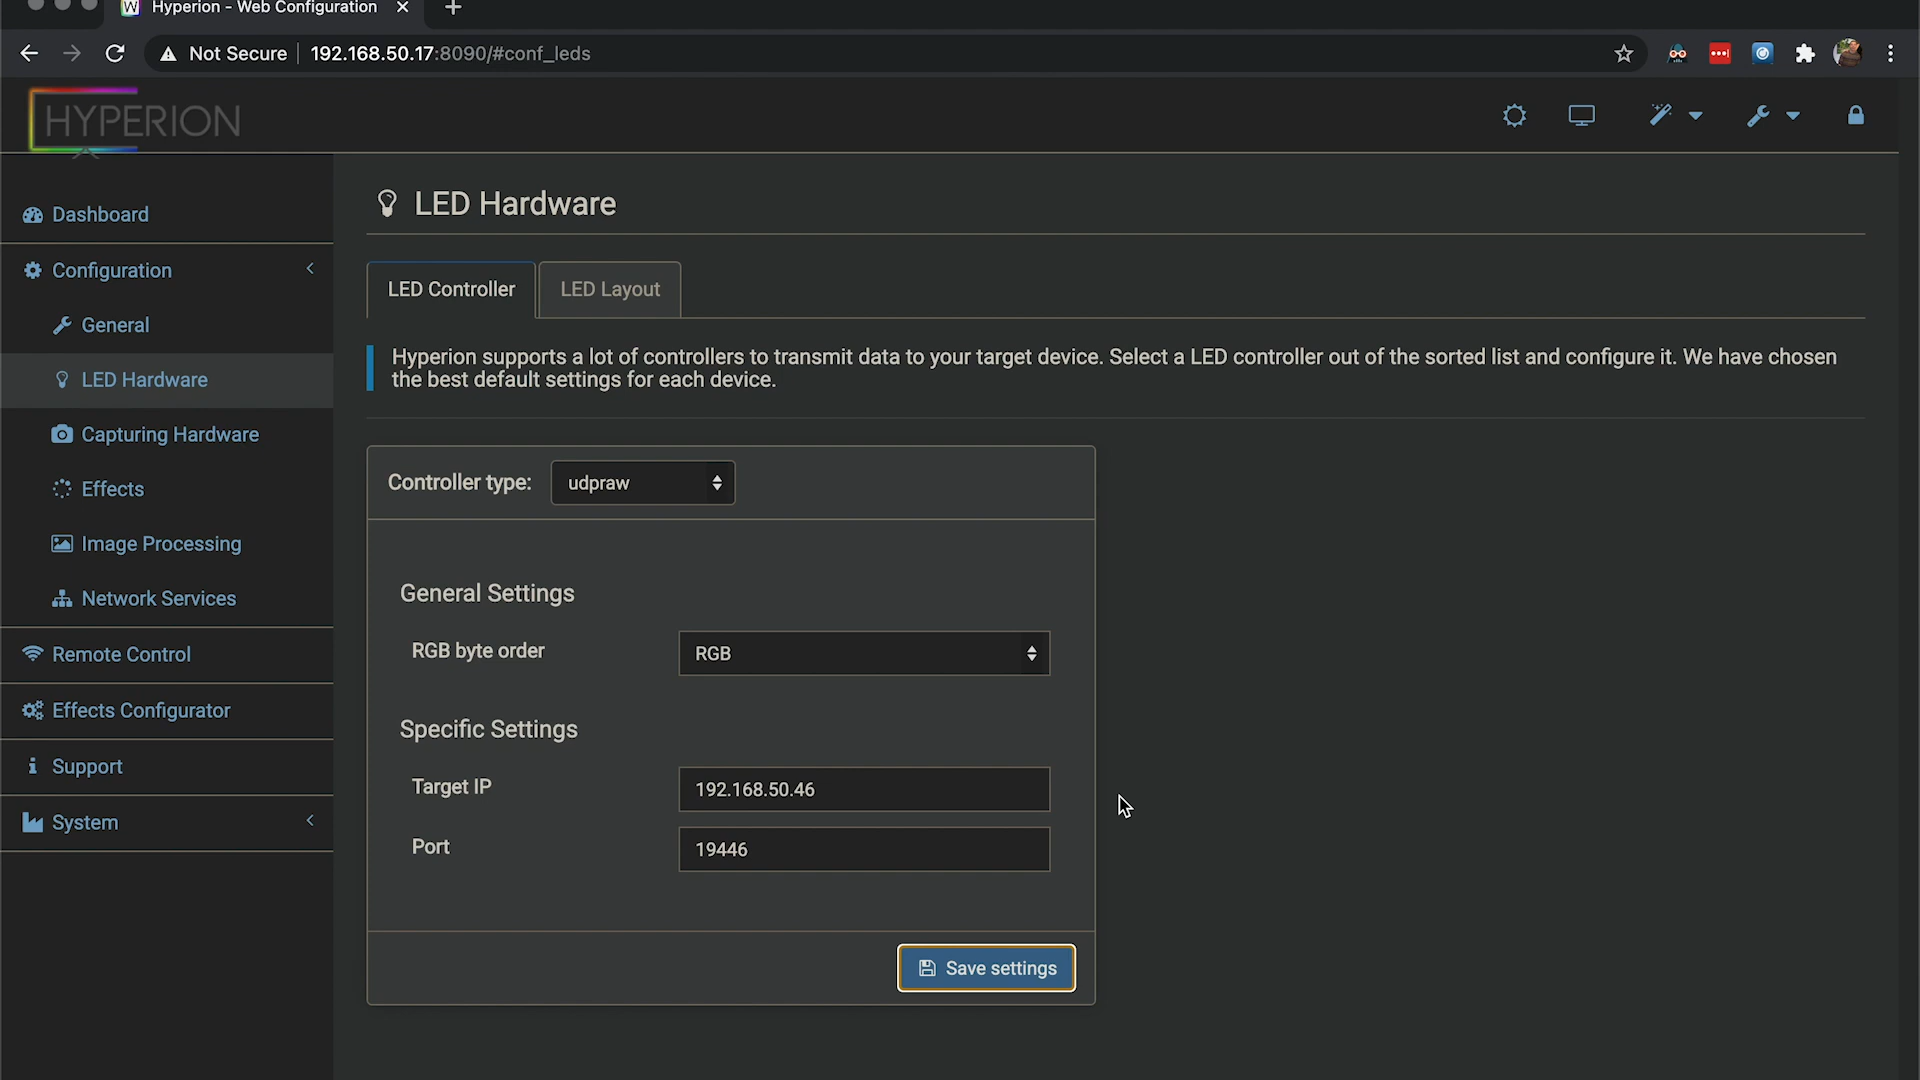 Hyperion - Web Configuration
Not Secure
192.168.50.17:8090/#conf_leds
HYPERION
Dashboard
Configuration
General
LED Hardware
Capturing Hardware
Effects
Image Processing
Network Services
Remote Control
Effects Configurator
Support
System
LED Hardware
LED Controller
LED Layout
Hyperion supports a lot of controllers to transmit data to your target device. Select a LED controller out of the sorted list and configure it. We have chosen
the best default settings for each device.
Controller type:
udpraw
General Settings
RGB byte order
RGB
Specific Settings
Target IP
192.168.50.46
Port
19446
Save settings